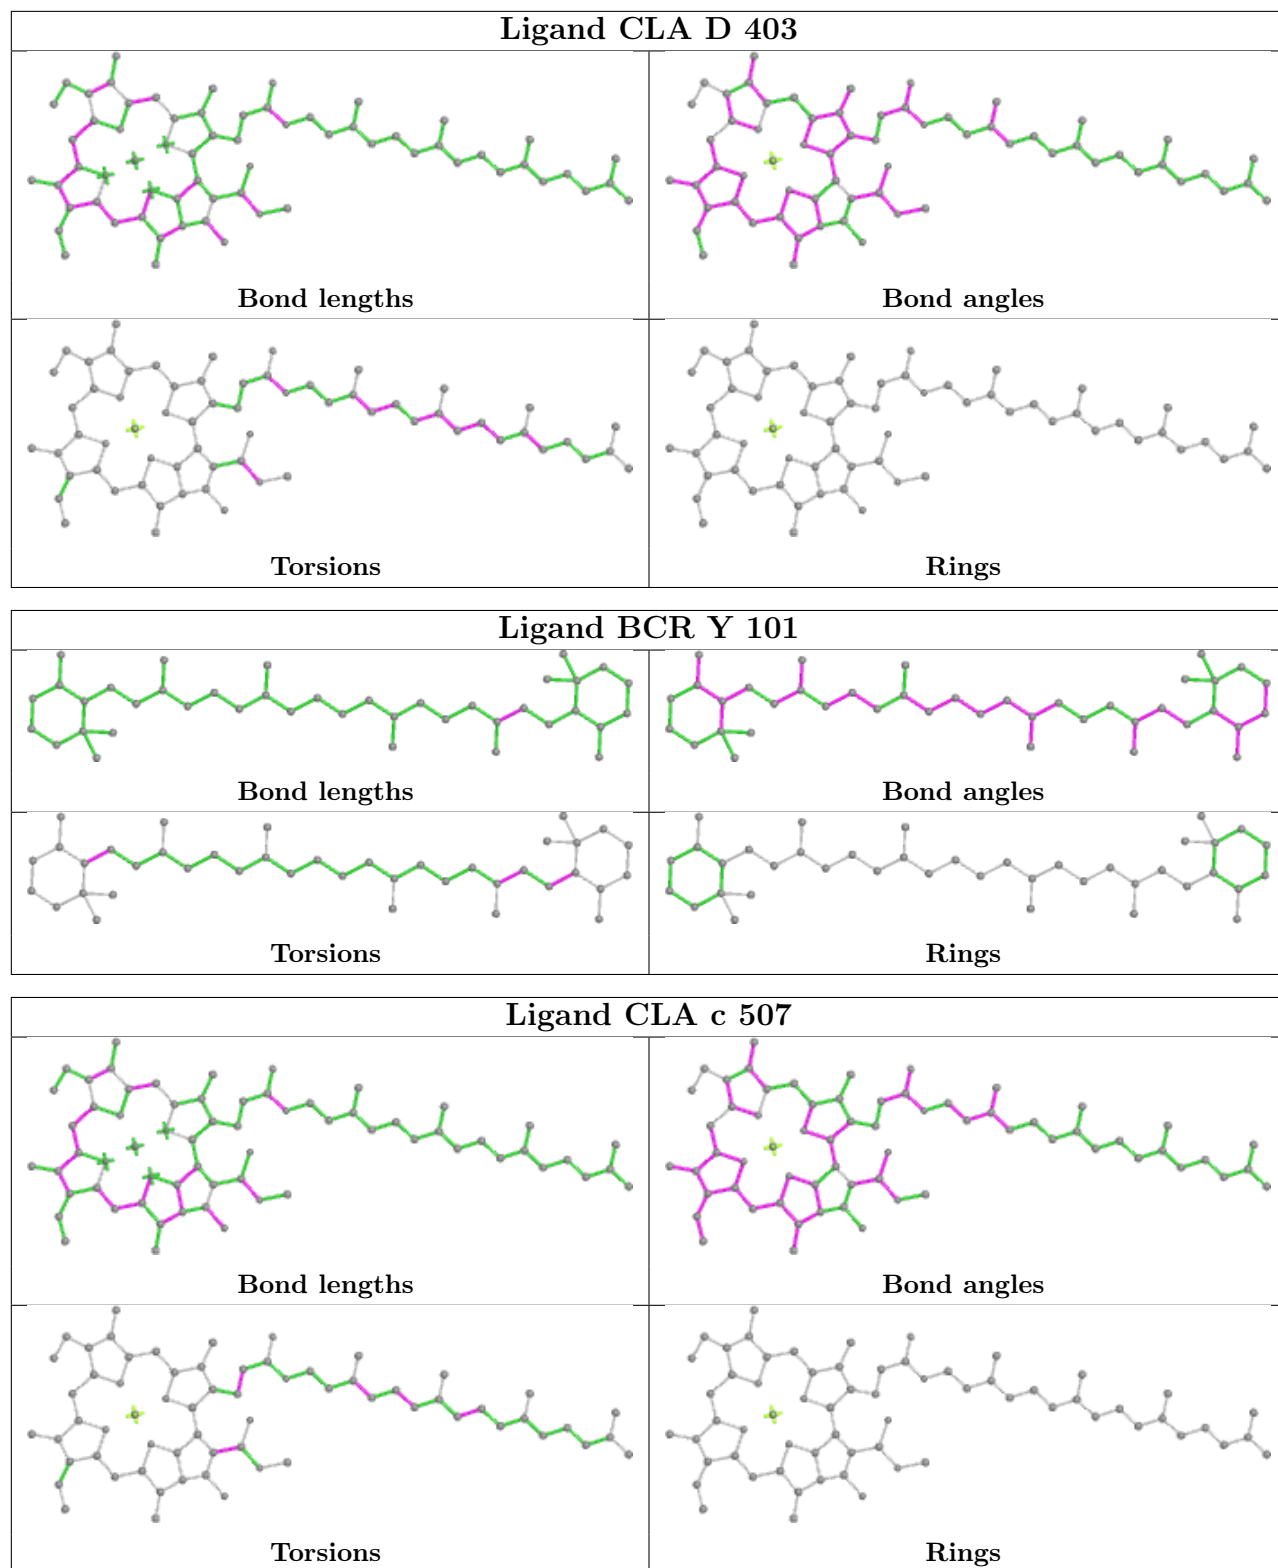 Ligand CLA D 403
Bond lengths
Bond angles
Torsions
Rings
Ligand BCR Y 101
Bond lengths
Bond angles
Torsions
Rings
Ligand CLA c 507
Bond lengths
Bond angles
Torsions
Rings